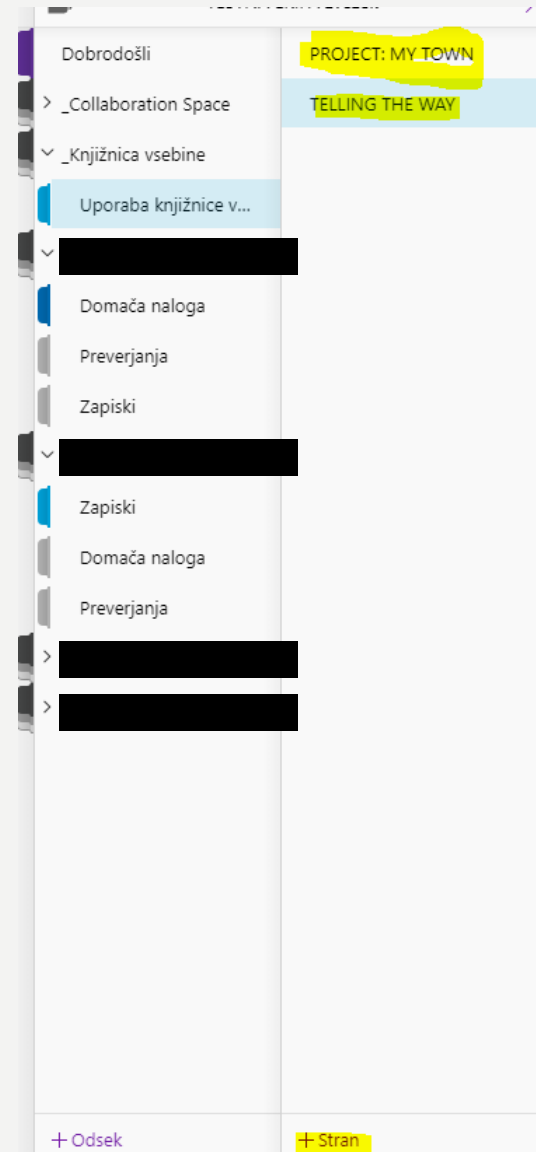 Dobrodošli
_Collaboration Space
_Knjižnica vsebine
Uporaba knjižnice v...
Domača naloga
Preverjanja
Zapiski
Zapiski
Domača naloga
Preverjanja
+ Odsek
PROJECT: MY TOWN
TELLING THE WAY
+ Stran